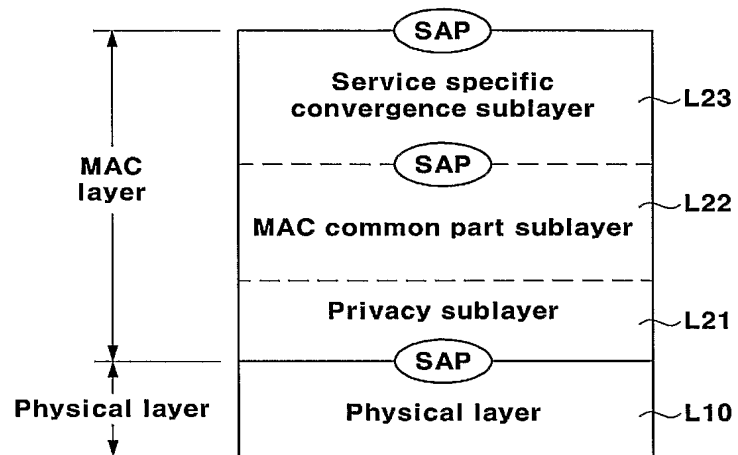 SAP
Service specific
convergence sublayer
L23
SAP
MAC
layer
L22
MAC common part sublayer
Privacy sublayer
L21
SAP
Physical layer
Physical layer
L10